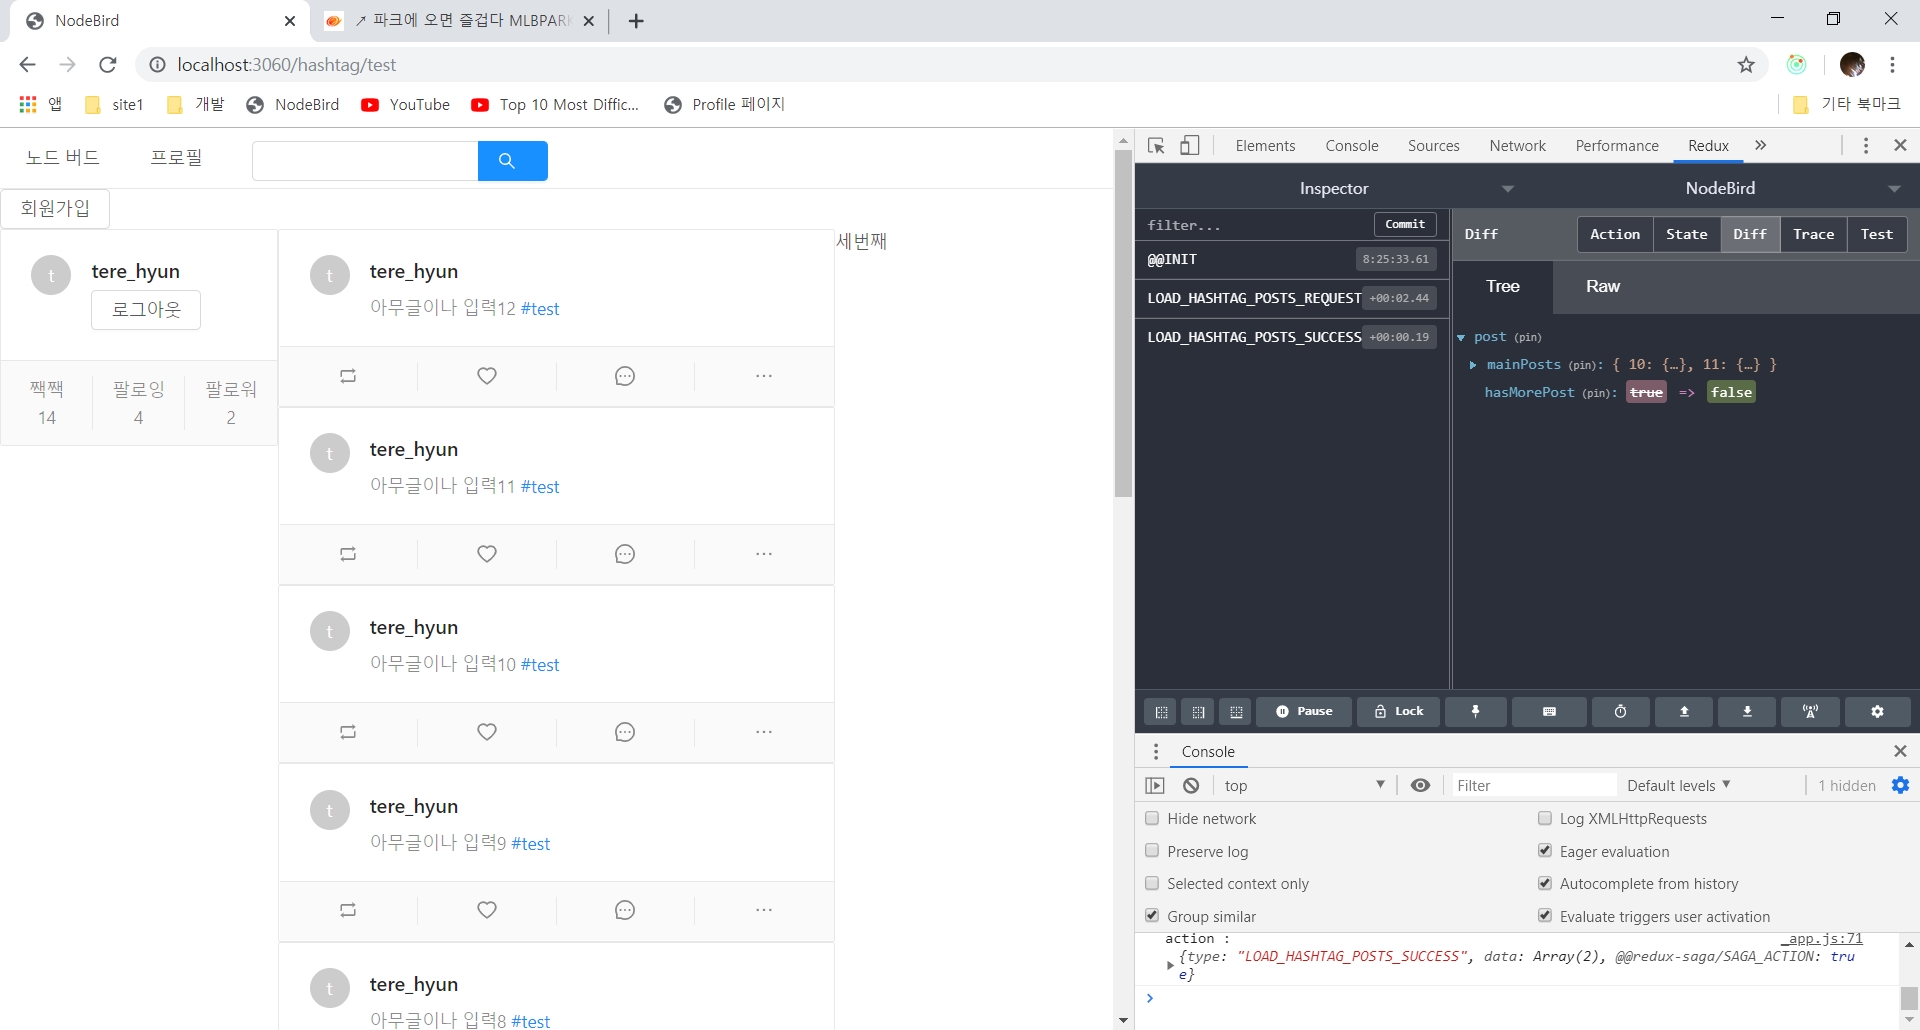 NodeBird
↗ 파크에 오면 즐겁다 MLBPARK
localhost:3060/hashtag/test
앱
site1
개발
NodeBird
YouTube
Top 10 Most Diffic...
Profile 페이지
기타 북마크
노드 버드
프로필
회원가입
t
tere_hyun
로그아웃
짹짹
14
팔로잉
4
팔로워
2
t
tere_hyun
아무글이나 입력12 #test
t
tere_hyun
아무글이나 입력11 #test
t
tere_hyun
아무글이나 입력10 #test
t
tere_hyun
아무글이나 입력9 #test
t
tere_hyun
아무글이나 입력8 #test
세번째
Elements Console Sources Network Performance Redux »
Inspector
NodeBird
filter...
Commit
@@INIT 8:25:33.61
LOAD_HASHTAG_POSTS_REQUEST +00:02.44
LOAD_HASHTAG_POSTS_SUCCESS +00:00.19
Diff
Action State Diff Trace Test
Tree Raw
post (pin)
mainPosts (pin): { 10: {…}, 11: {…} }
hasMorePost (pin): true => false
Pause
Lock
Console
top
Filter
Default levels
1 hidden
Hide network
Log XMLHttpRequests
Preserve log
Eager evaluation
Selected context only
Autocomplete from history
Group similar
Evaluate triggers user activation
action :
_app.js:71
{type: "LOAD_HASHTAG_POSTS_SUCCESS", data: Array(2), @@redux-saga/SAGA_ACTION: tru
e}